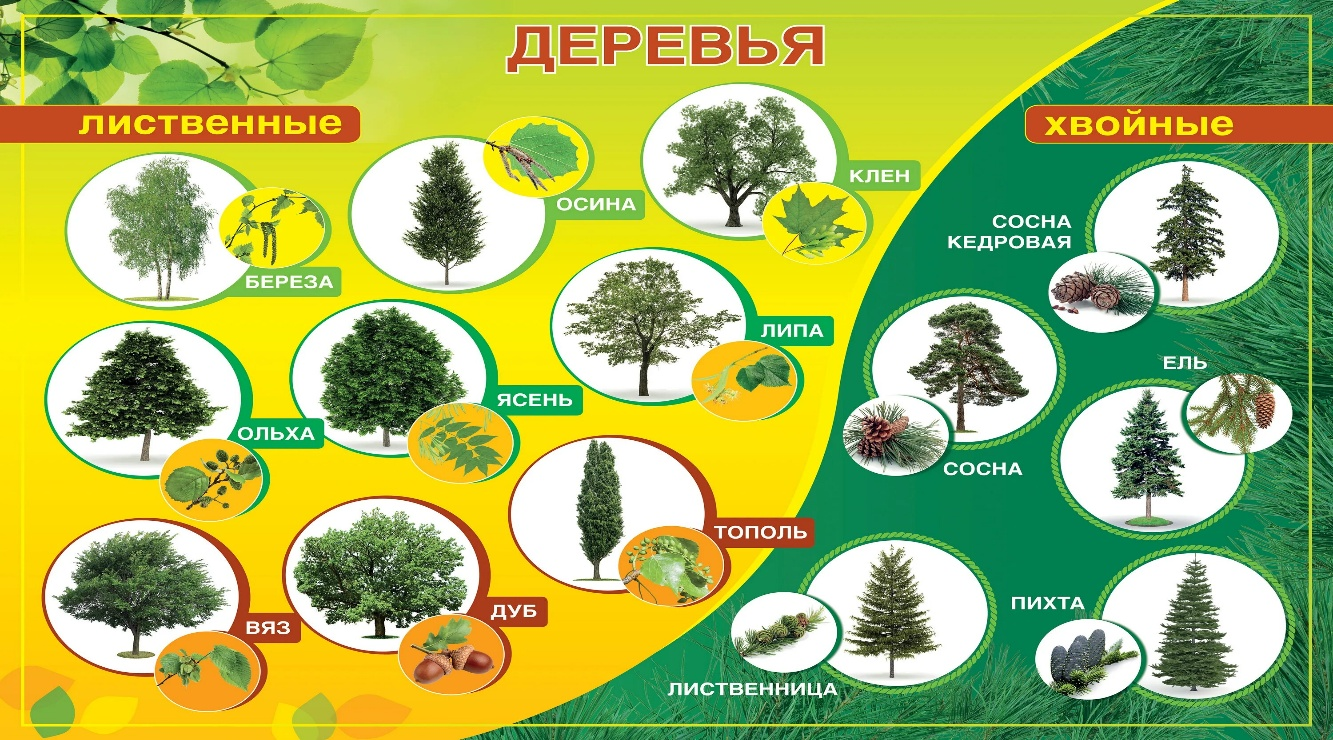 ДЕРЕВЬЯ
лиственные
хвойные
КЛЕН
ОСИНА
БЕРЕЗА
ЛИПА
ЯСЕНЬ
ОЛЬХА
ТОПОЛЬ
ДУБ
ВЯЗ
СОСНА
КЕДРОВАЯ
ЕЛЬ
СОСНА
ПИХТА
ЛИСТВЕННИЦА